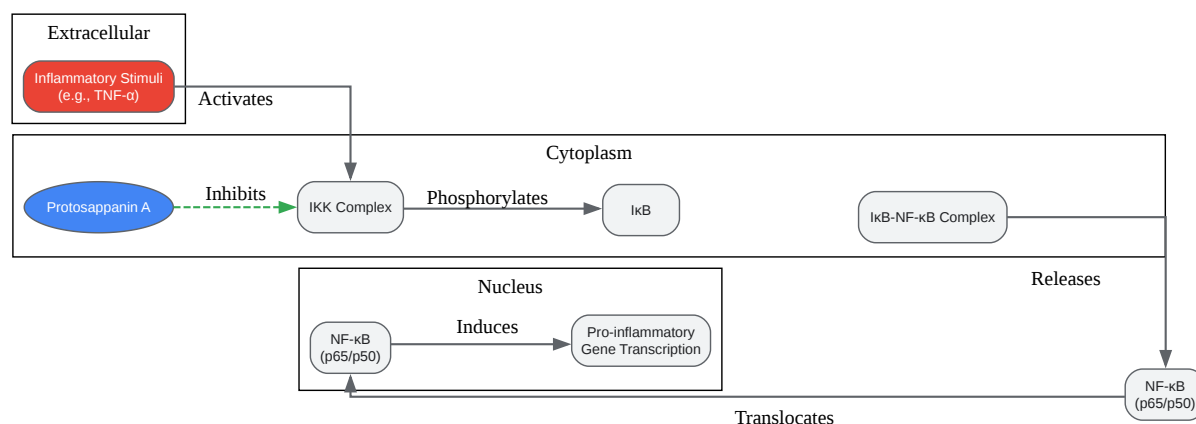 Extracellular
Inflammatory Stimuli
(e.g., TNF-α)
Activates
Cytoplasm
Protosappanin A
Inhibits
IKK Complex
Phosphorylates
IκB
IκB-NF-κB Complex
Releases
Nucleus
NF-κB
(p65/p50)
Induces
Pro-inflammatory
Gene Transcription
NF-κB
(p65/p50)
Translocates